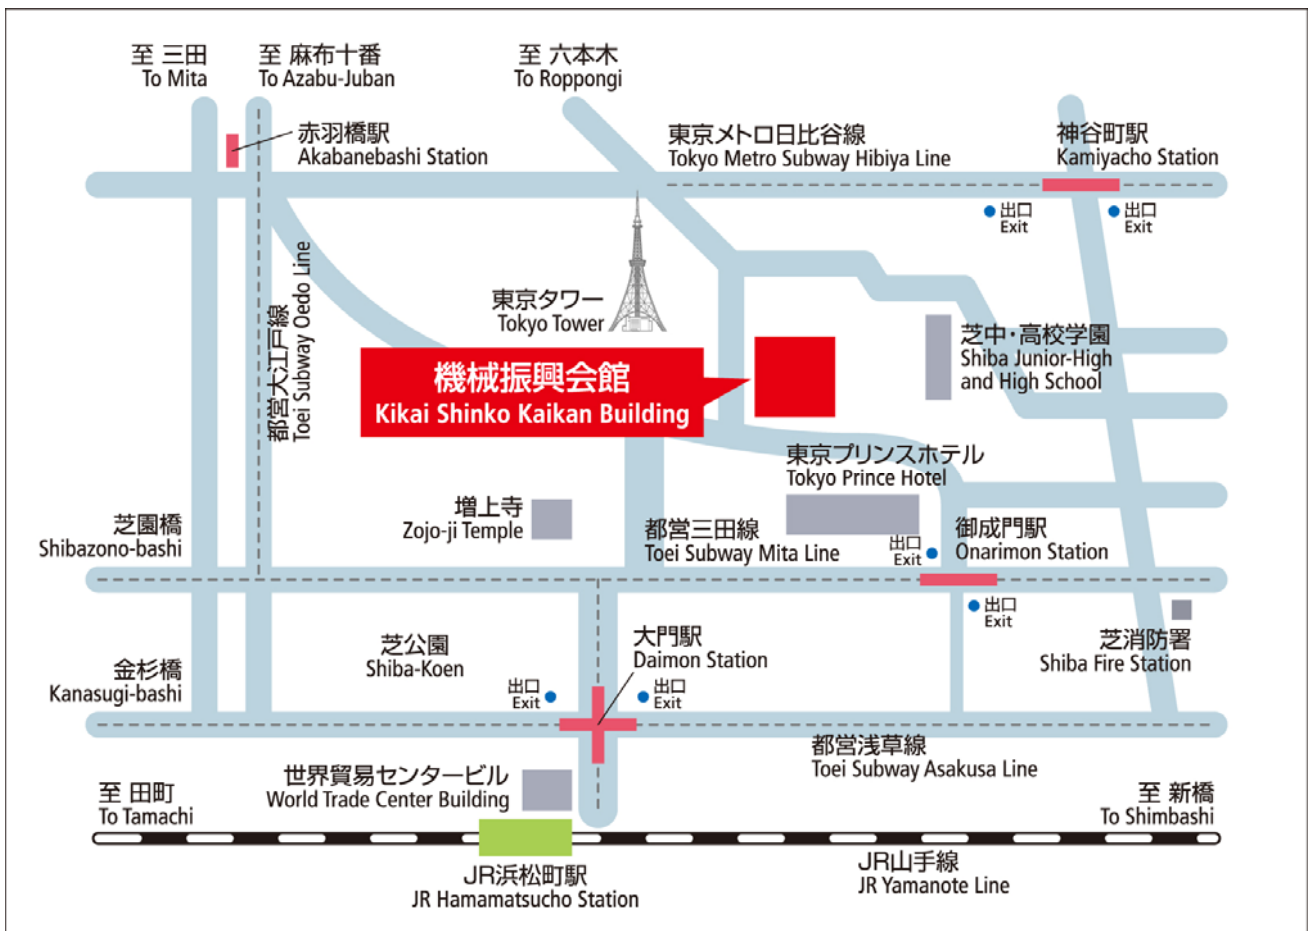 至 三田
To Mita
至 麻布十番
To Azabu-Juban
至 六本木
To Roppongi
赤羽橋駅
Akabanebashi Station
東京メトロ日比谷線
Tokyo Metro Subway Hibiya Line
神谷町駅
Kamiyacho Station
出口
Exit
出口
Exit
都営大江戸線
Toei Subway Oedo Line
東京タワー
Tokyo Tower
芝中・高校学園
Shiba Junior-High
and High School
機械振興会館
Kikai Shinko Kaikan Building
東京プリンスホテル
Tokyo Prince Hotel
増上寺
Zojo-ji Temple
芝園橋
Shibazono-bashi
都営三田線
Toei Subway Mita Line
出口
Exit
御成門駅
Onarimon Station
出口
Exit
芝公園
Shiba-Koen
大門駅
Daimon Station
芝消防署
Shiba Fire Station
金杉橋
Kanasugi-bashi
出口
Exit
出口
Exit
都営浅草線
Toei Subway Asakusa Line
世界貿易センタービル
World Trade Center Building
至 田町
To Tamachi
至 新橋
To Shimbashi
JR浜松町駅
JR Hamamatsucho Station
JR山手線
JR Yamanote Line